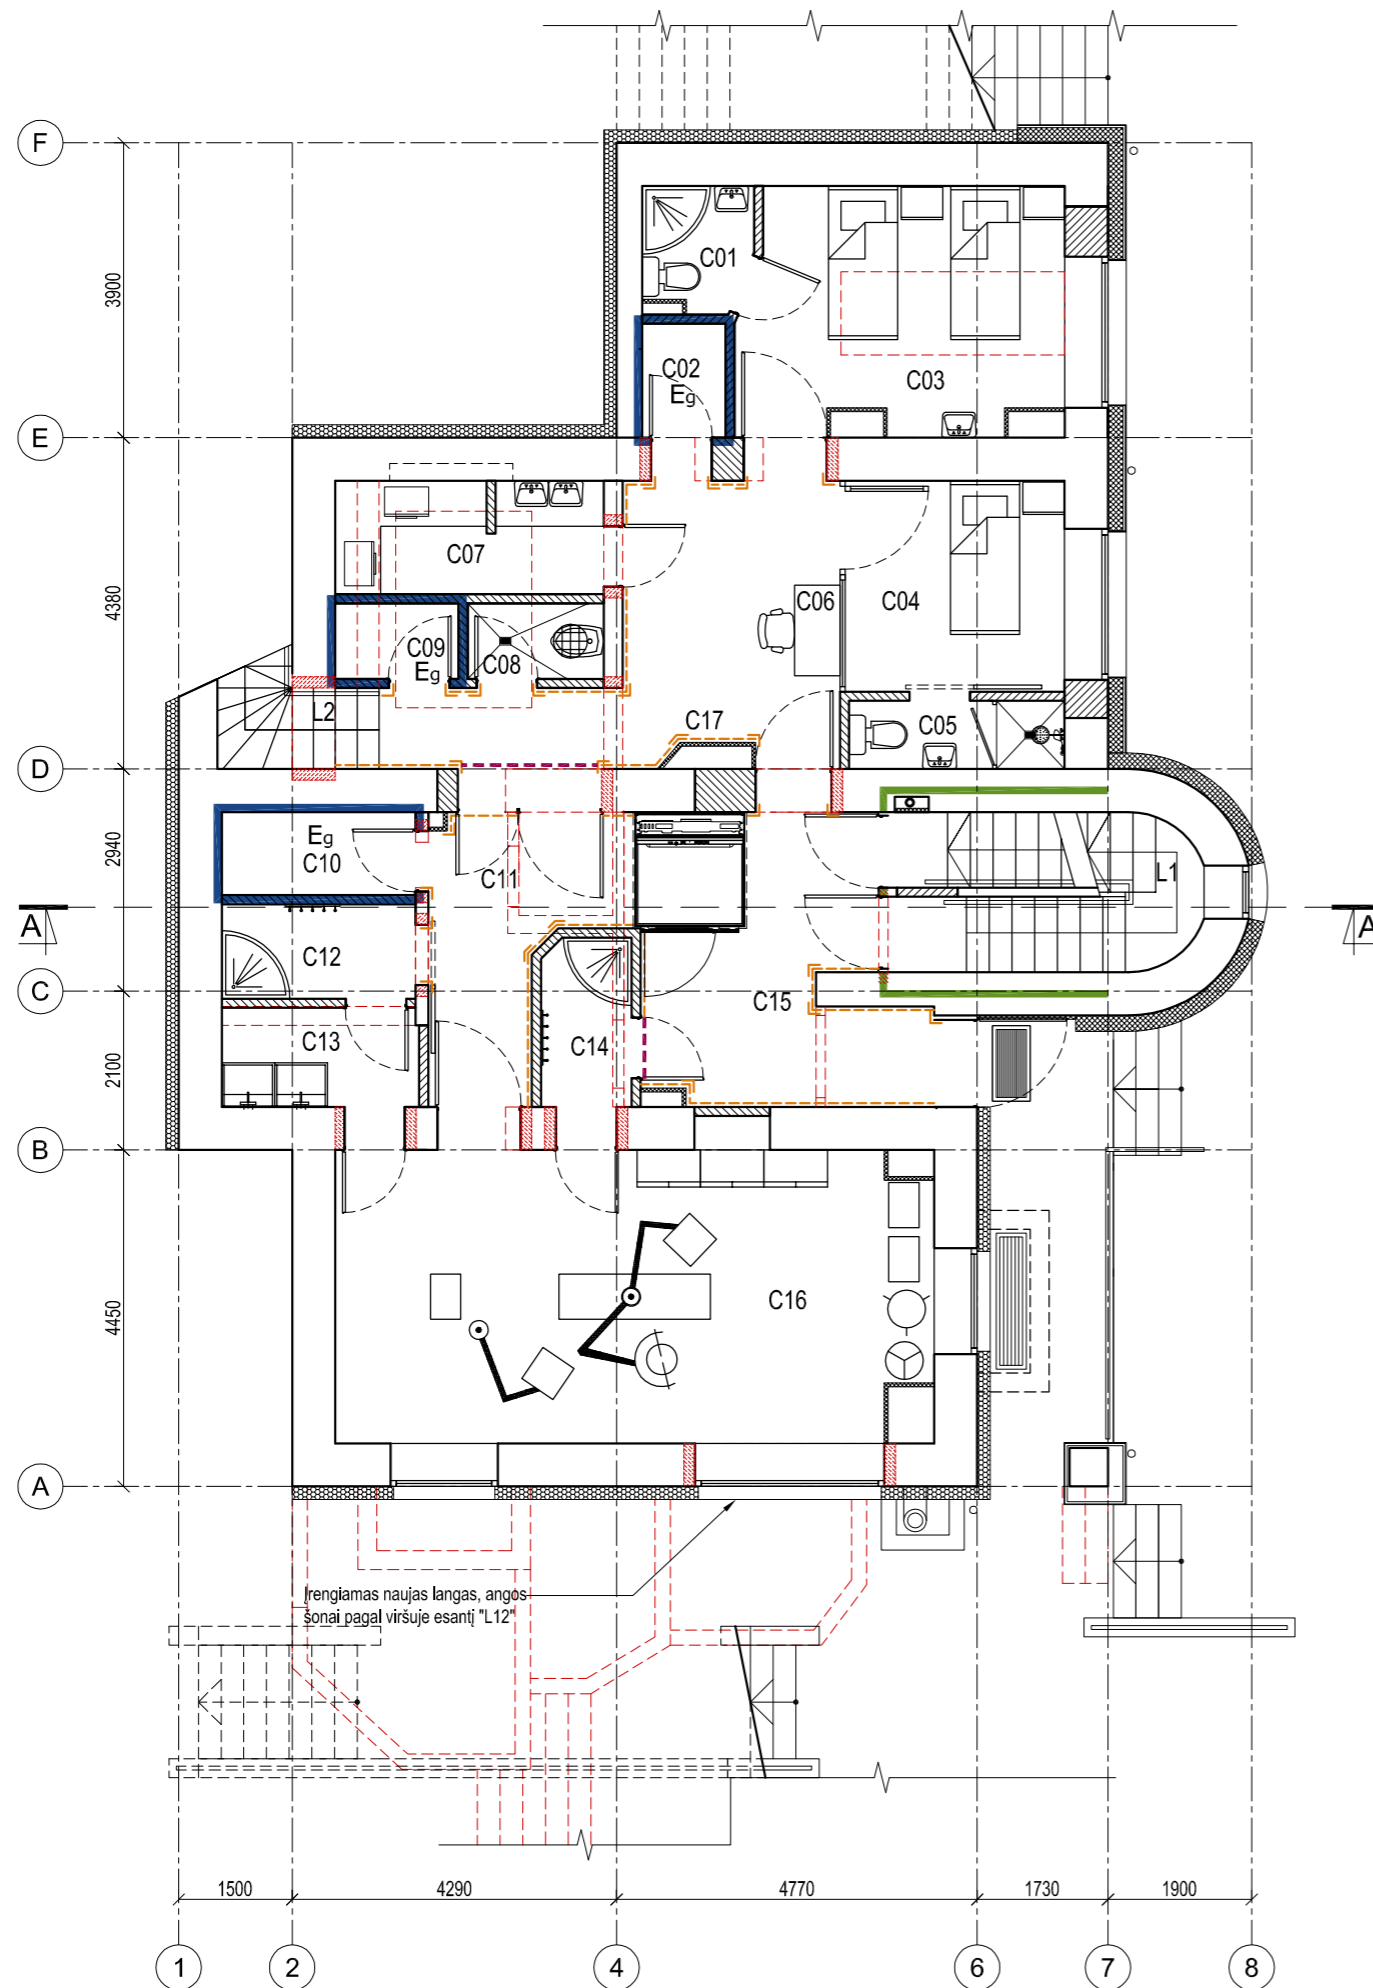 F
3900
C01
C02
Eg
C03
E
C07
C06
C04
4380
C09
Eg
C08
L2
C17
C05
D
Eg
C10
C11
L1
2940
A
A
C12
C
C15
C13
C14
2100
B
C16
4450
A
Įrengiamas naujas langas, angos
šonai pagal viršuje esantį "L12"
1500
4290
4770
1730
1900
1
2
4
6
7
8